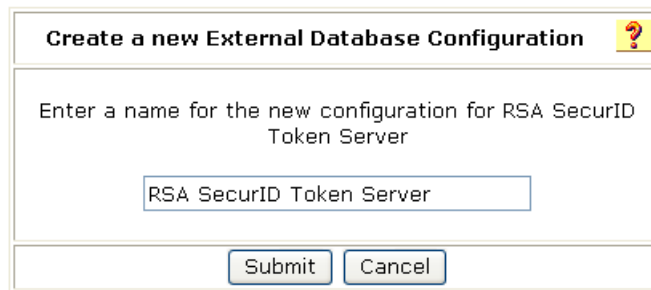 Create a new External Database Configuration ?
Enter a name for the new configuration for RSA SecurID
Token Server
RSA SecurID Token Server
Submit Cancel